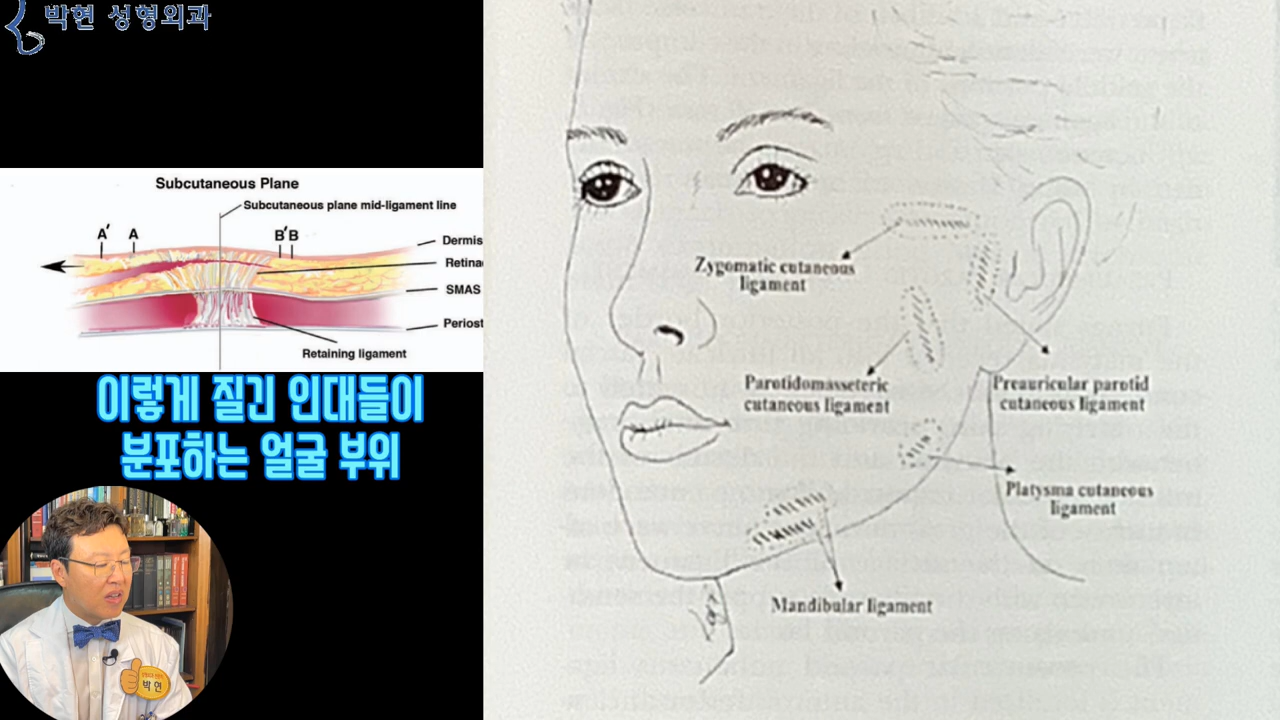 박현 성형외과
Subcutaneous Plane
Subcutaneous plane mid-ligament line
A′ A B′ B
Dermis
Retinac
SMAS
Periost
Retaining ligament
이렇게 질긴 인대들이
분포하는 얼굴 부위
박현
Zygomatic cutaneous
ligament
Parotidomasseteric
cutaneous ligament
Preauricular parotid
cutaneous ligament
Platysma cutaneous
ligament
Mandibular ligament